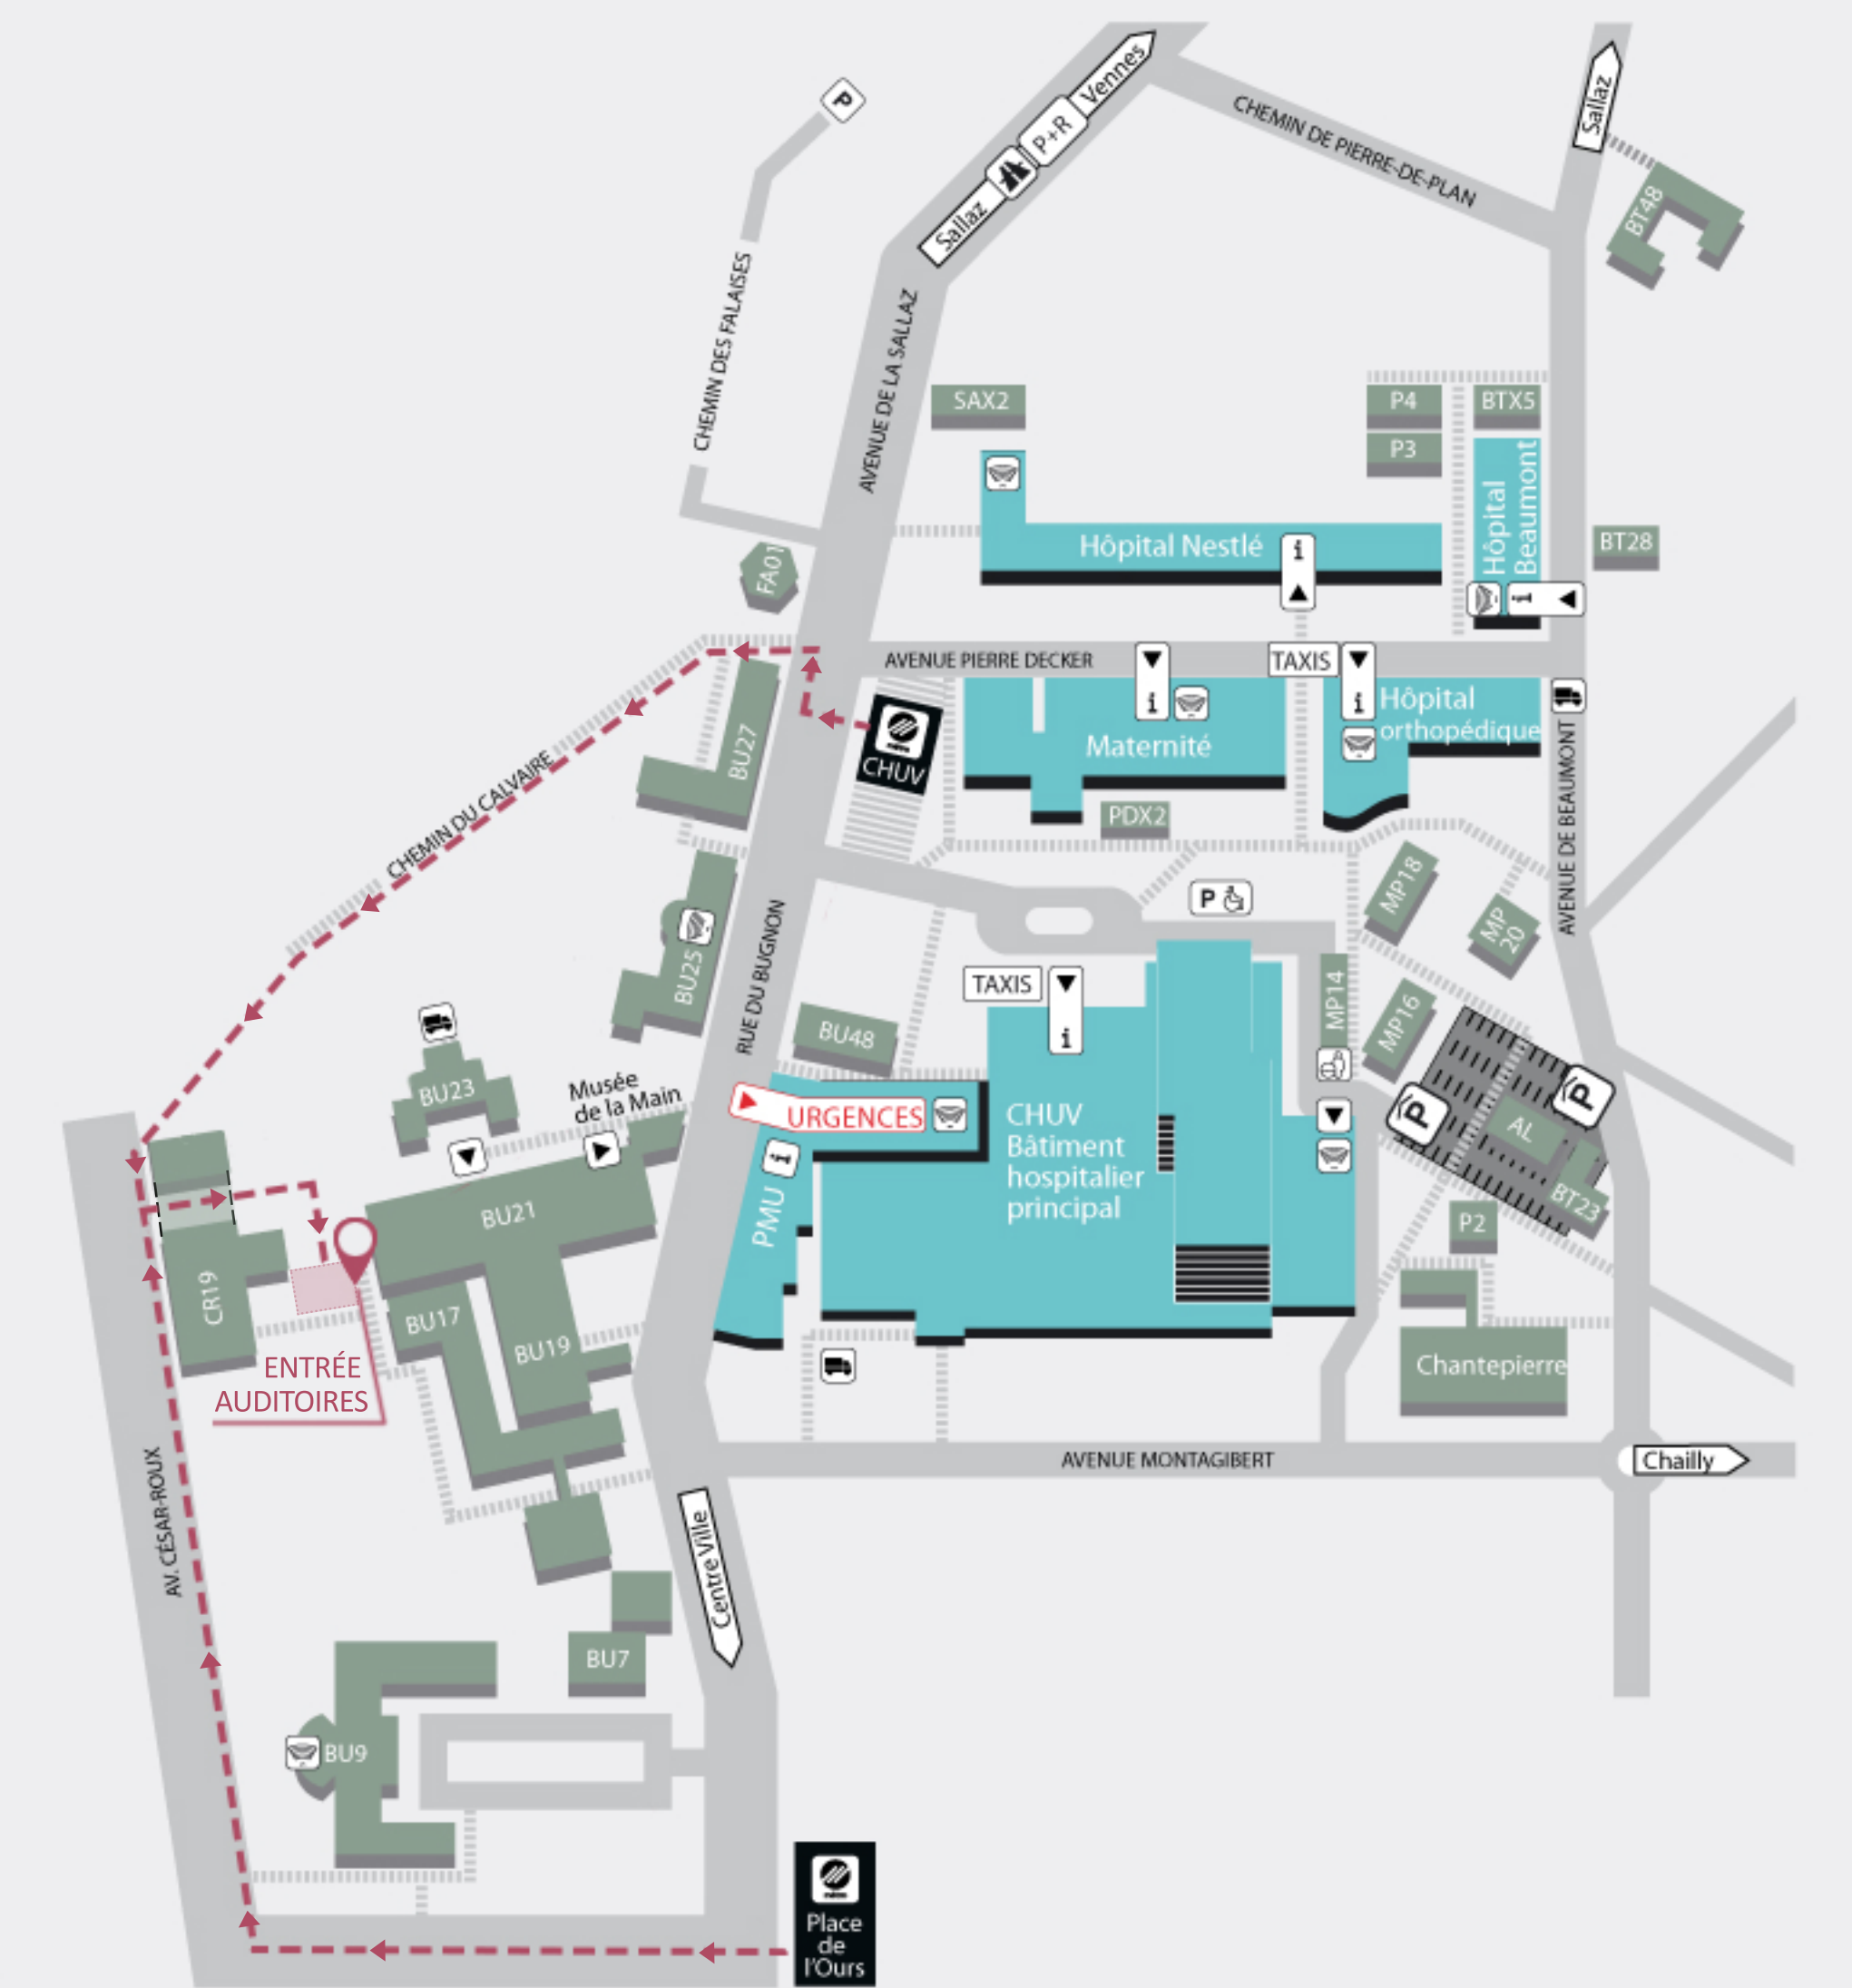 Vennes
P+R
Sallaz
Sallaz
P
CHEMIN DE PIERRE-DE-PLAN
BT48
CHEMIN DES FALAISES
AVENUE DE LA SALLAZ
SAX2
P4
BTX5
P3
Hôpital
Beaumont
Hôpital Nestlé
i
BT28
FA01
i
AVENUE PIERRE DECKER
TAXIS
i
i
Hôpital
orthopédique
BU27
CHUV
Maternité
PDX2
CHEMIN DU CALVAIRE
AVENUE DE BEAUMONT
MP18
P
MP
20
BU25
RUE DU BUGNON
TAXIS
i
MP14
MP16
BU48
BU23
Musée
de la Main
URGENCES
CHUV
Bâtiment
hospitalier
principal
P
P
AL
i
PMU
BT23
BU21
P2
CR19
BU17
BU19
ENTRÉE
AUDITOIRES
Chantepierre
AV. CÉSAR-ROUX
AVENUE MONTAGIBERT
Chailly
Centre Ville
BU7
BU9
Place
de
l'Ours